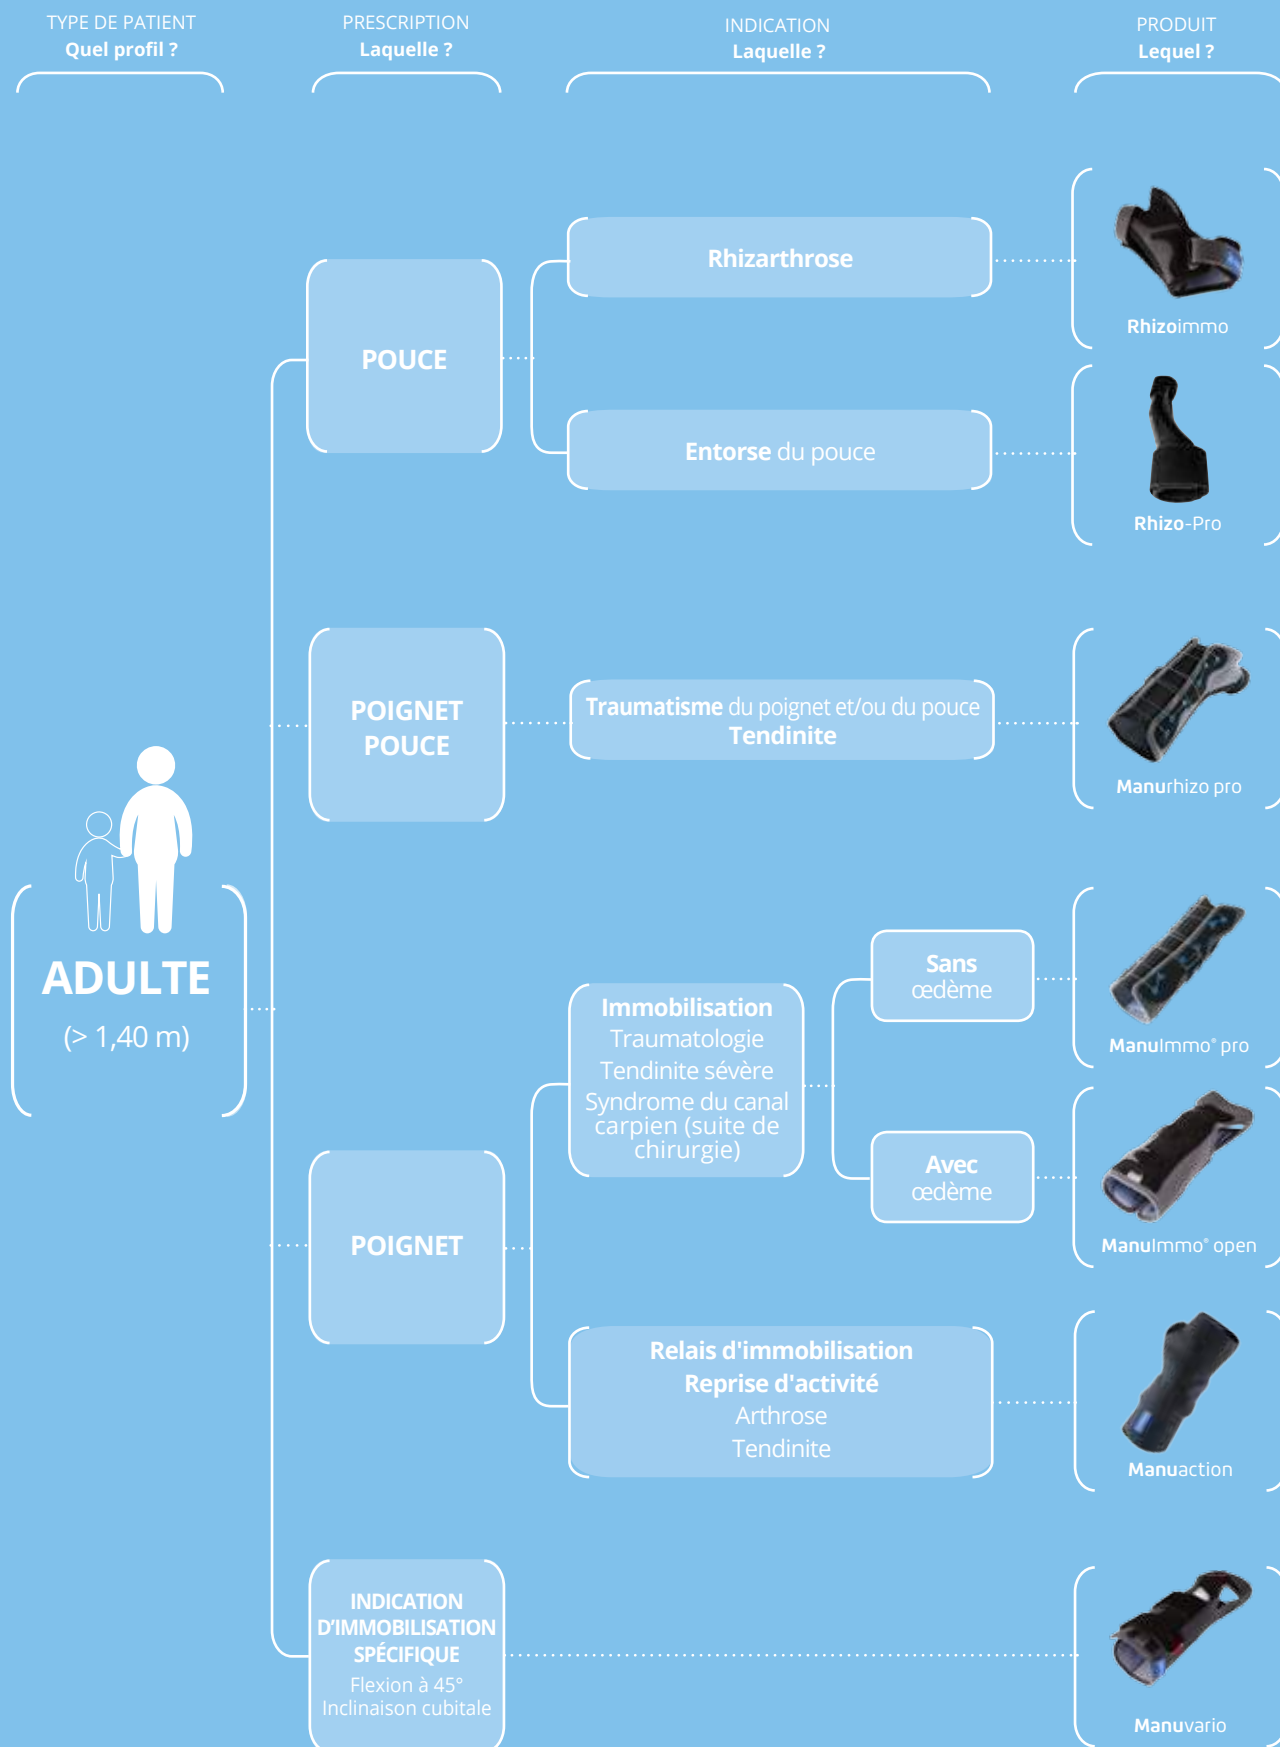 TYPE DE PATIENT
Quel profil ?
PRESCRIPTION
Laquelle ?
INDICATION
Laquelle ?
PRODUIT
Lequel ?
ADULTE
(> 1,40 m)
POUCE
Rhizarthrose
Rhizoimmo
Entorse du pouce
Rhizo-Pro
POIGNET
POUCE
Traumatisme du poignet et/ou du pouce
Tendinite
Manurhizo pro
POIGNET
Immobilisation
Traumatologie
Tendinite sévère
Syndrome du canal
carpien (suite de
chirurgie)
Sans
œdème
ManuImmo® pro
Avec
œdème
ManuImmo® open
Relais d'immobilisation
Reprise d'activité
Arthrose
Tendinite
Manuaction
INDICATION
D’IMMOBILISATION
SPÉCIFIQUE
Flexion à 45°
Inclinaison cubitale
Manuvario